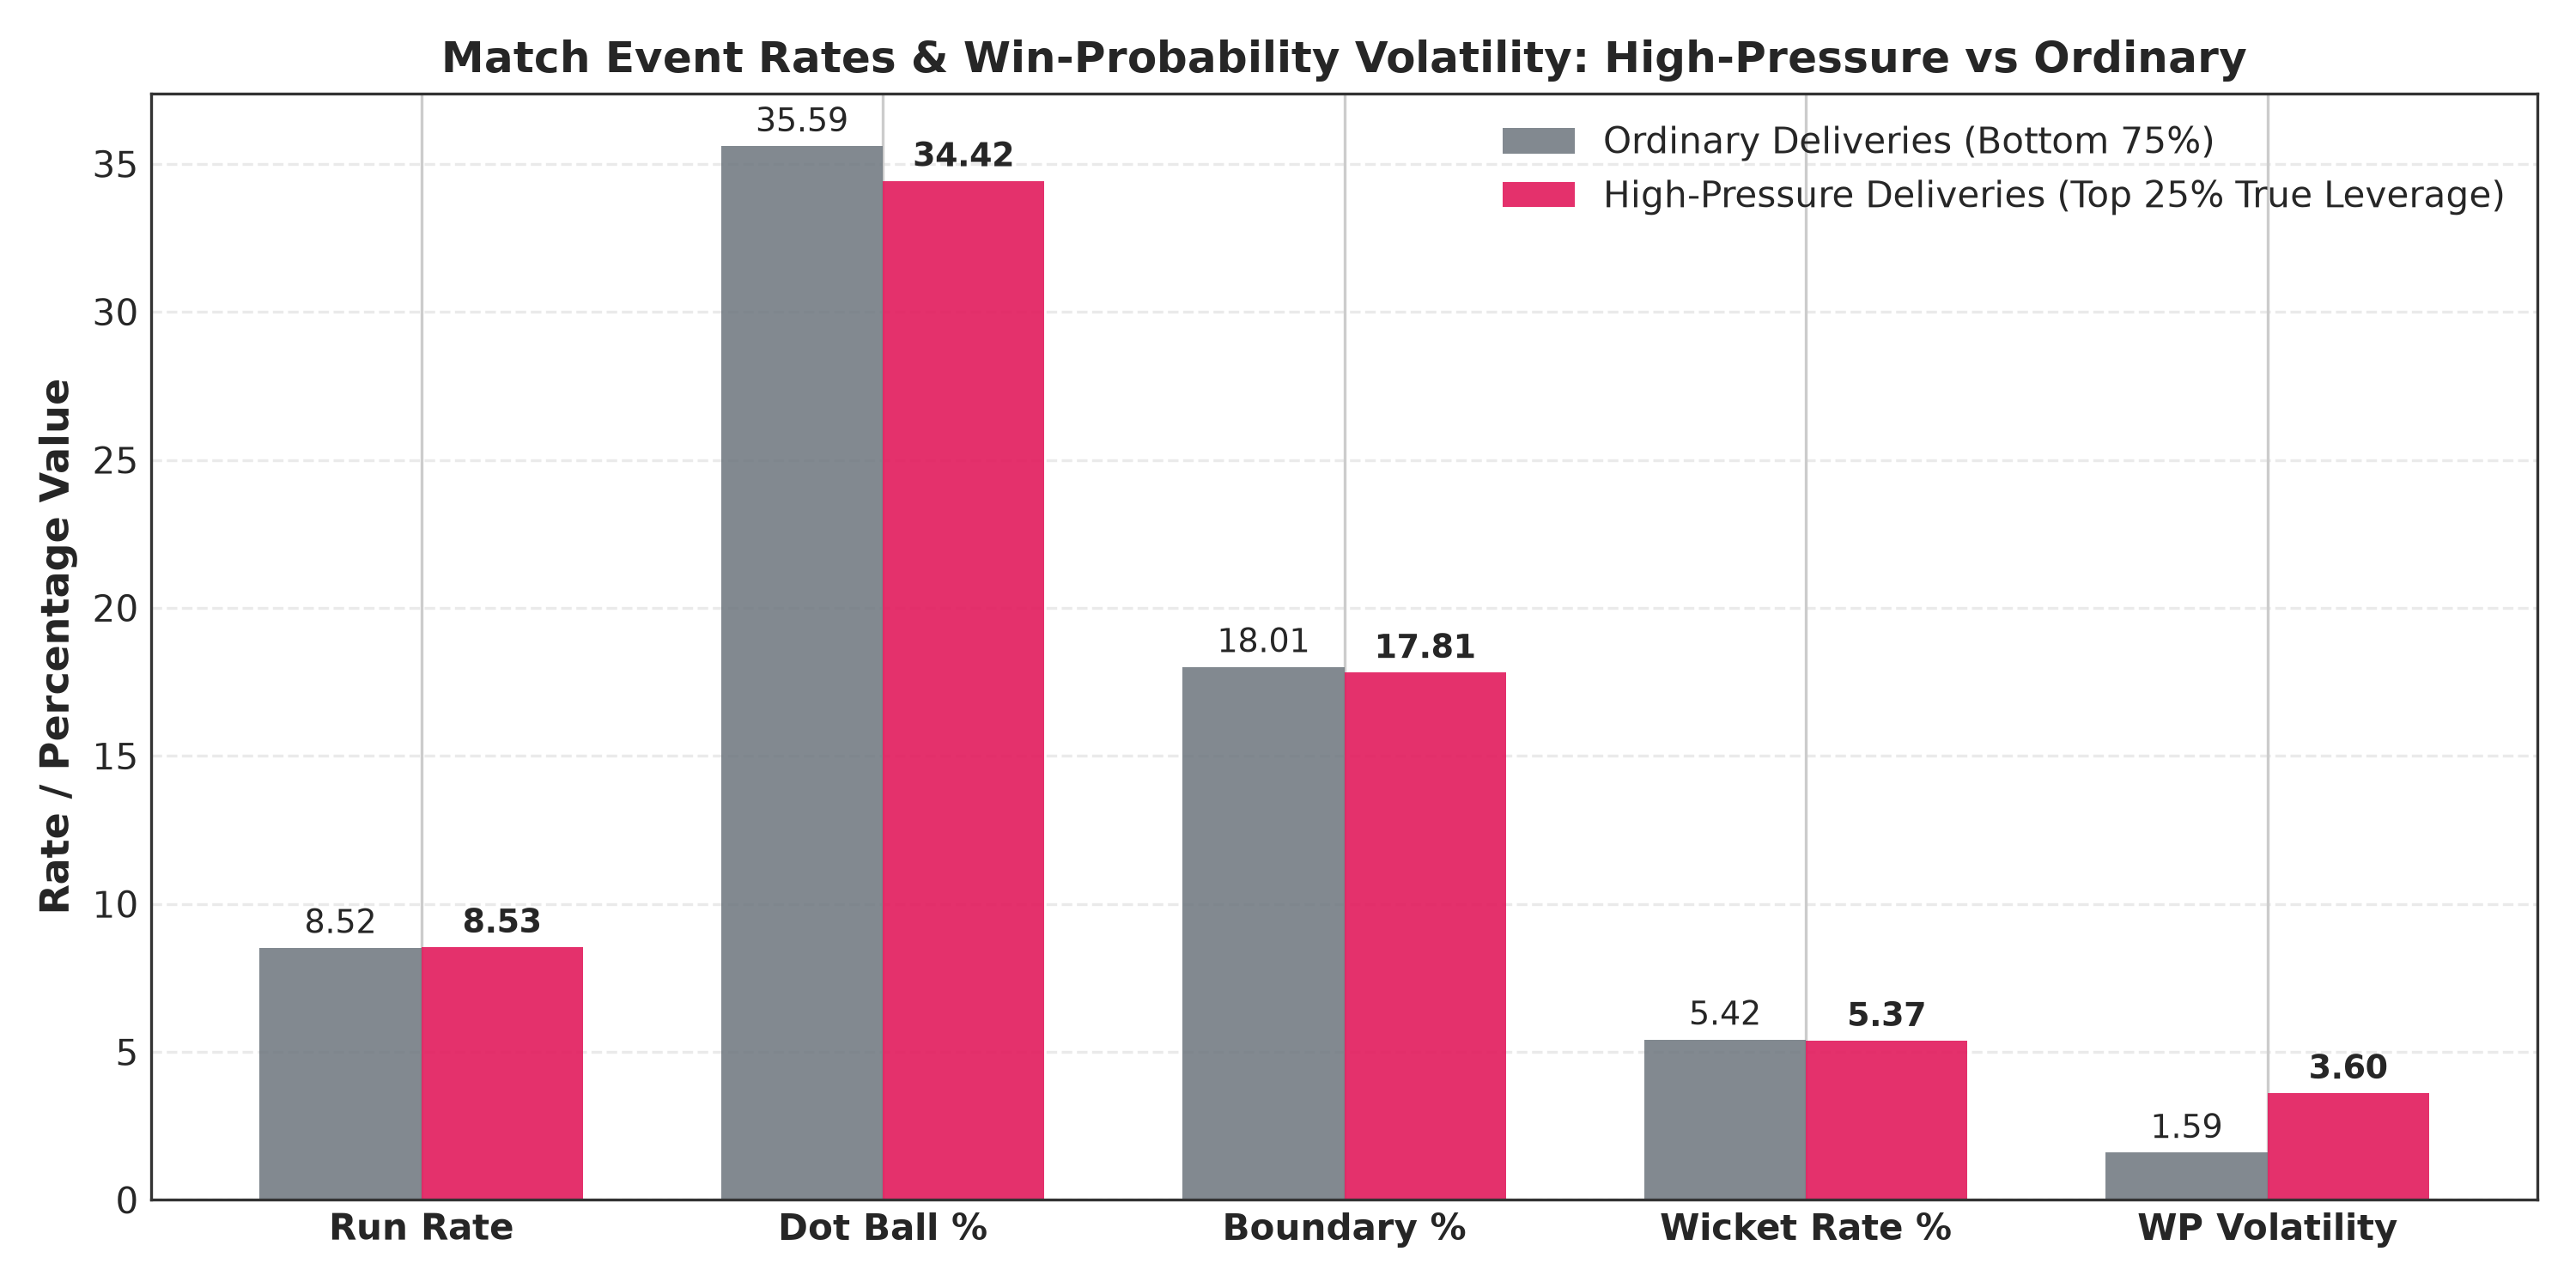 Match Event Rates & Win-Probability Volatility: High-Pressure vs Ordinary
Ordinary Deliveries (Bottom 75%)
High-Pressure Deliveries (Top 25% True Leverage)
Rate / Percentage Value
35
30
25
20
15
10
5
0
8.52
8.53
35.59
34.42
18.01
17.81
5.42
5.37
1.59
3.60
Run Rate
Dot Ball %
Boundary %
Wicket Rate %
WP Volatility